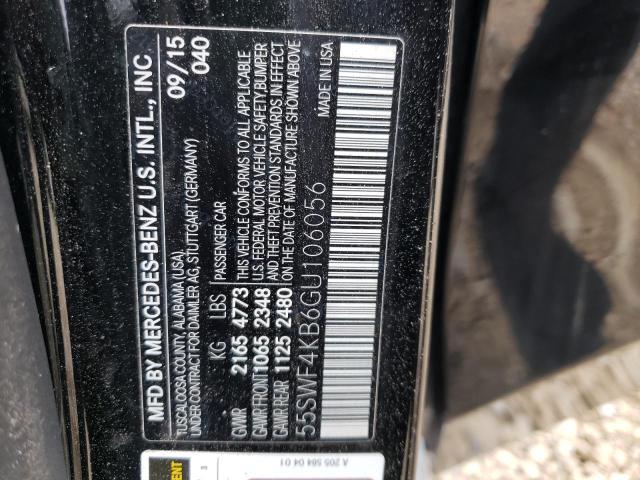 MFD BY MERCEDES-BENZ U.S. INTL., INC
TUSCALOOSA COUNTY, ALABAMA (USA)
UNDER CONTRACT FOR DAIMLER AG, STUTTGART (GERMANY)
09/15
040
KG LBS
GVWR 2165 4773
GAWR FRONT 1065 2348
GAWR REAR 1125 2480
PASSENGER CAR
THIS VEHICLE CONFORMS TO ALL APPLICABLE
U.S. FEDERAL MOTOR VEHICLE SAFETY, BUMPER
AND THEFT PREVENTION STANDARDS IN EFFECT
ON THE DATE OF MANUFACTURE SHOWN ABOVE
55SWF4KB6GU106056
MADE IN USA
A 205 584 04 01